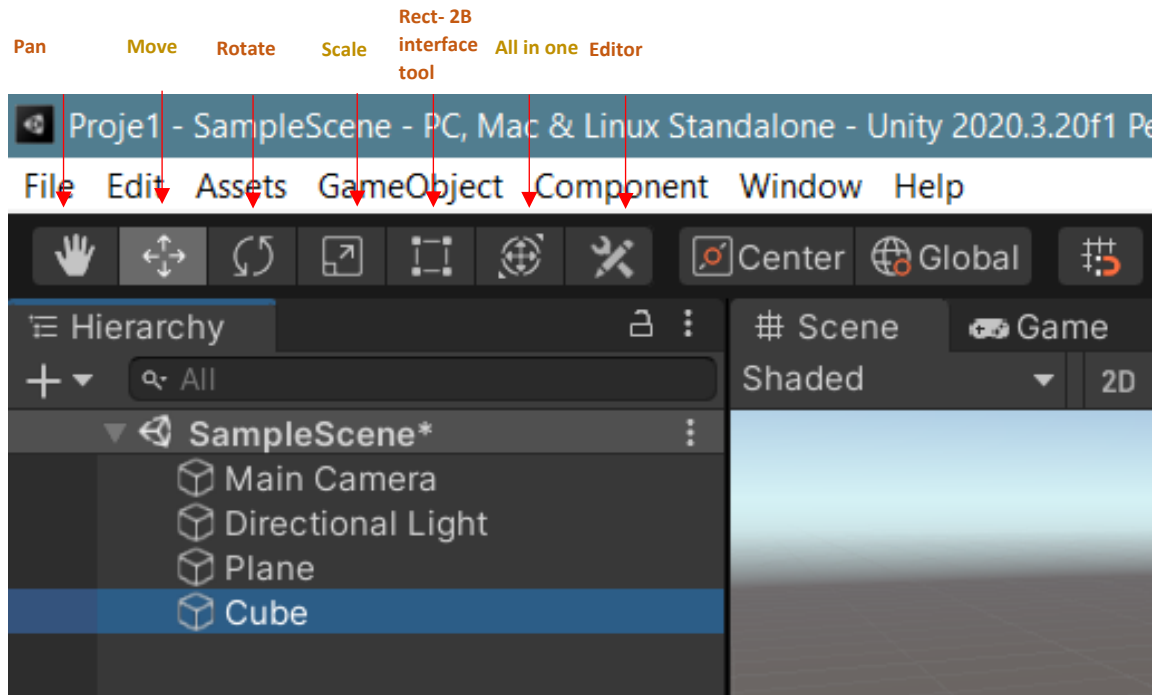 Rect- 2B
Pan Move Rotate Scale interface All in one Editor
tool
Proje1 - SampleScene - PC, Mac & Linux Standalone - Unity 2020.3.20f1 Pe
File Edit Assets GameObject Component Window Help
Center Global
Hierarchy Scene Game
All Shaded 2D
SampleScene*
Main Camera
Directional Light
Plane
Cube